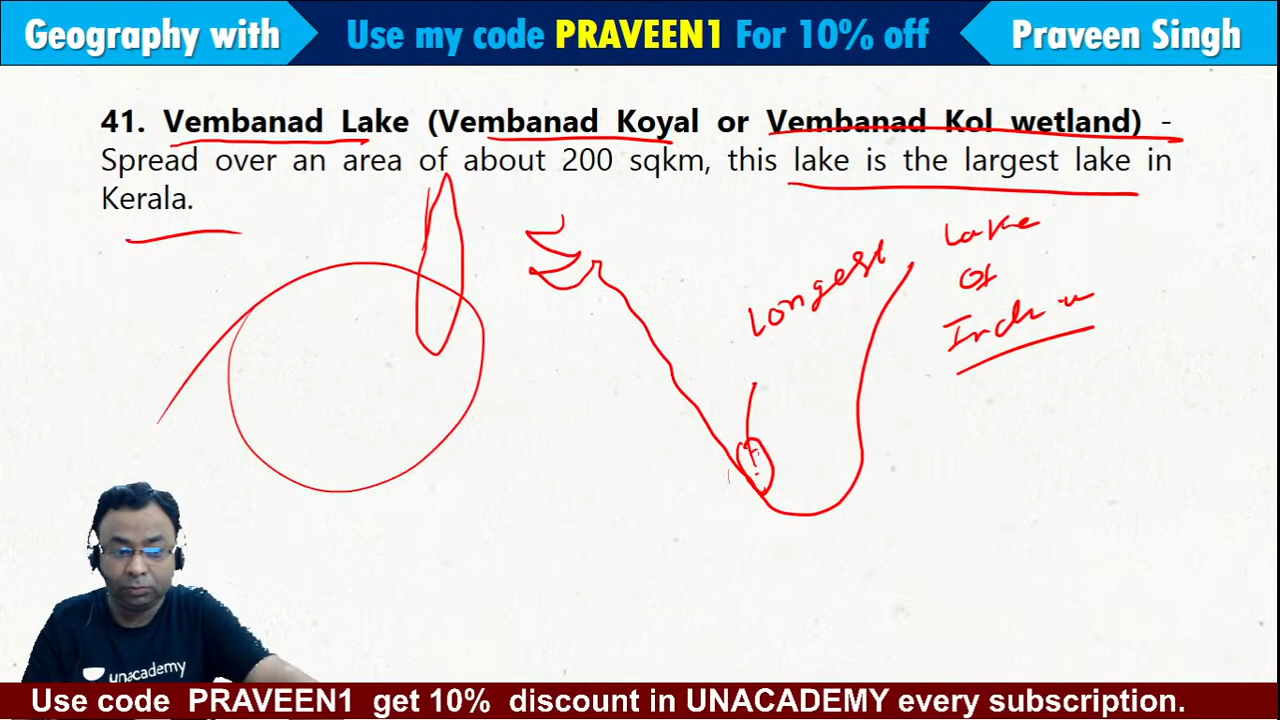 Geography with
Use my code PRAVEEN1 For 10% off
Praveen Singh
41. Vembanad Lake (Vembanad Koyal or Vembanad Kol wetland) -
Spread over an area of about 200 sqkm, this lake is the largest lake in
Kerala.
Longest
Lake
of
India
unacademy
Use code PRAVEEN1 get 10% discount in UNACADEMY every subscription.